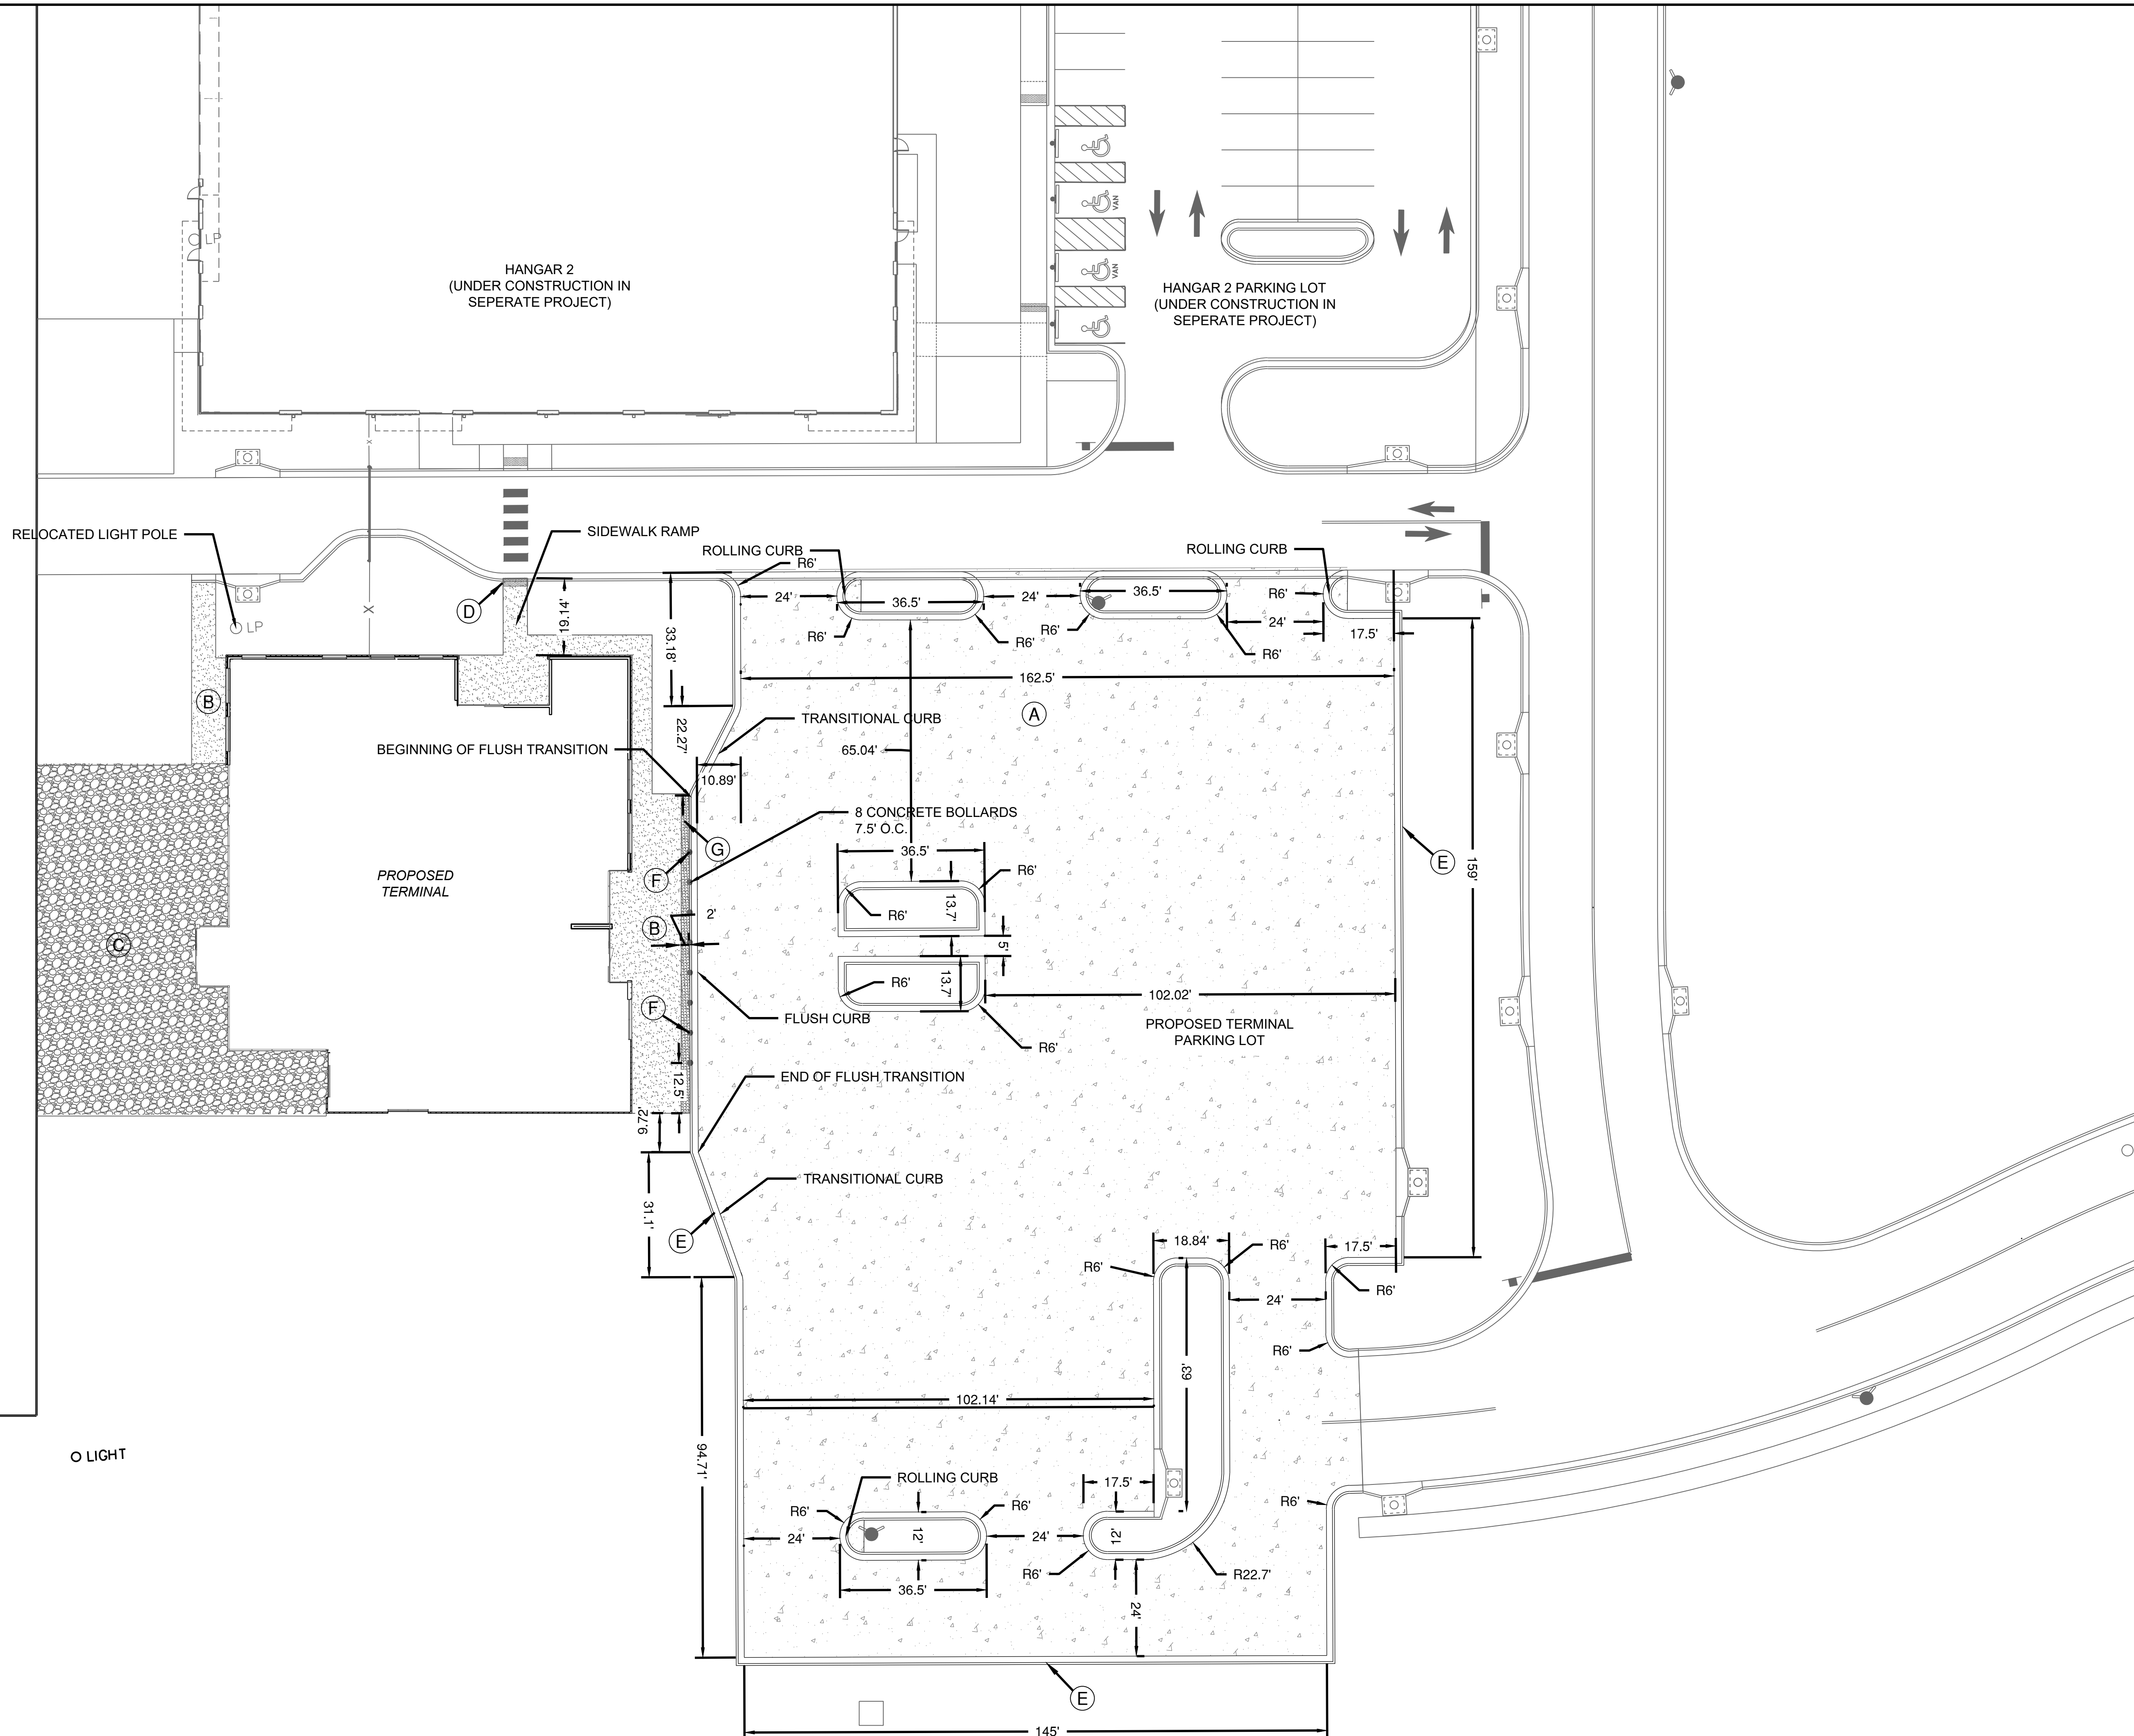 HANGAR 2
(UNDER CONSTRUCTION IN
SEPERATE PROJECT)
LP
VAN
VAN
HANGAR 2 PARKING LOT
(UNDER CONSTRUCTION IN
SEPERATE PROJECT)
X
RELOCATED LIGHT POLE
SIDEWALK RAMP
ROLLING CURB
R6'
ROLLING CURB
D
LP
X
19.14'
33.18'
24'
36.5'
24'
36.5'
R6'
R6'
R6'
R6'
24'
R6'
17.5'
B
162.5'
A
22.27'
TRANSITIONAL CURB
BEGINNING OF FLUSH TRANSITION
65.04'
10.89'
8 CONCRETE BOLLARDS
7.5' O.C.
G
F
36.5'
R6'
E
159'
PROPOSED
TERMINAL
C
B
2'
R6'
13.7'
5'
R6'
13.7'
102.02'
F
FLUSH CURB
R6'
PROPOSED TERMINAL
PARKING LOT
12.5'
END OF FLUSH TRANSITION
9.72'
TRANSITIONAL CURB
31.1'
E
18.84'
R6'
R6'
17.5'
R6'
24'
63'
R6'
102.14'
94.71'
LIGHT
ROLLING CURB
17.5'
R6'
R6'
R6'
24'
12'
24'
12'
R6'
R22.7'
36.5'
24'
E
145'